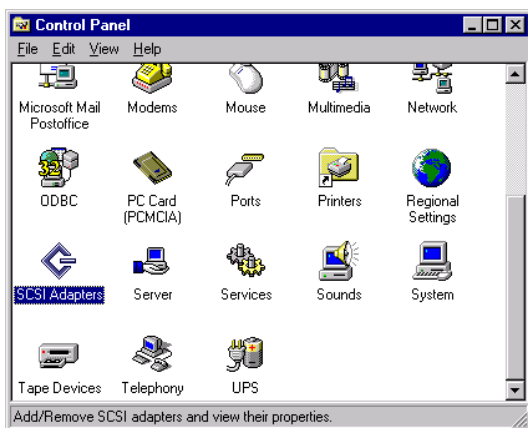 Control Panel
File Edit View Help
Microsoft Mail Postoffice
Modems
Mouse
Multimedia
Network
32
ODBC
PC Card (PCMCIA)
Ports
Printers
Regional Settings
SCSI Adapters
Server
Services
Sounds
System
Tape Devices
Telephony
UPS
Add/Remove SCSI adapters and view their properties.